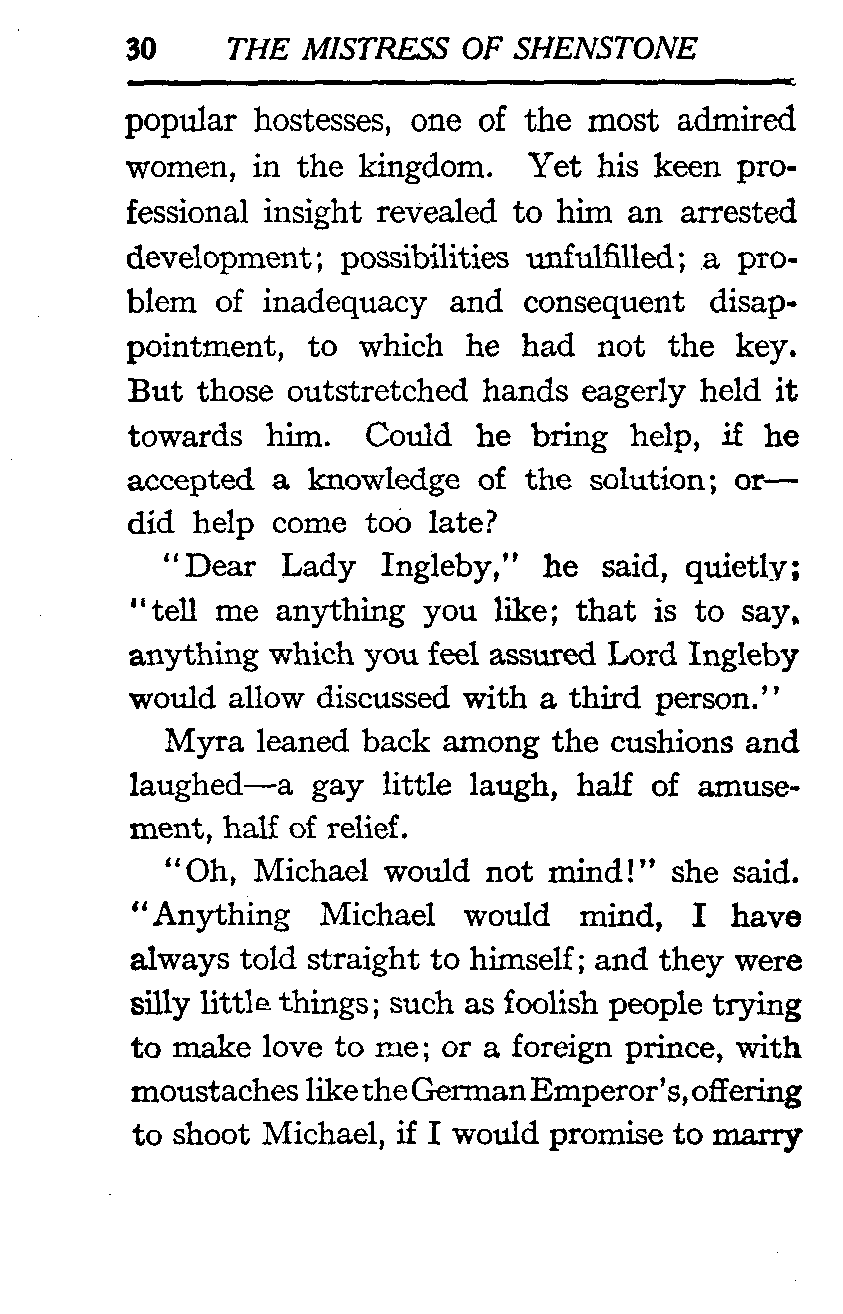 30 THE MISTRESS OF SHENSTONE
popular hostesses, one of the most admired
women, in the kingdom. Yet his keen pro-
fessional insight revealed to him an arrested
development; possibilities unfulfilled; a pro-
blem of inadequacy and consequent disap-
pointment, to which he had not the key.
But those outstretched hands eagerly held it
towards him. Could he bring help, if he
accepted a knowledge of the solution; or—
did help come too late?
"Dear Lady Ingleby," he said, quietly;
"tell me anything you like; that is to say,
anything which you feel assured Lord Ingleby
would allow discussed with a third person."
Myra leaned back among the cushions and
laughed—a gay little laugh, half of amuse-
ment, half of relief.
"Oh, Michael would not mind!" she said.
"Anything Michael would mind, I have
always told straight to himself; and they were
silly little things; such as foolish people trying
to make love to me; or a foreign prince, with
moustaches like the German Emperor's, offering
to shoot Michael, if I would promise to marry